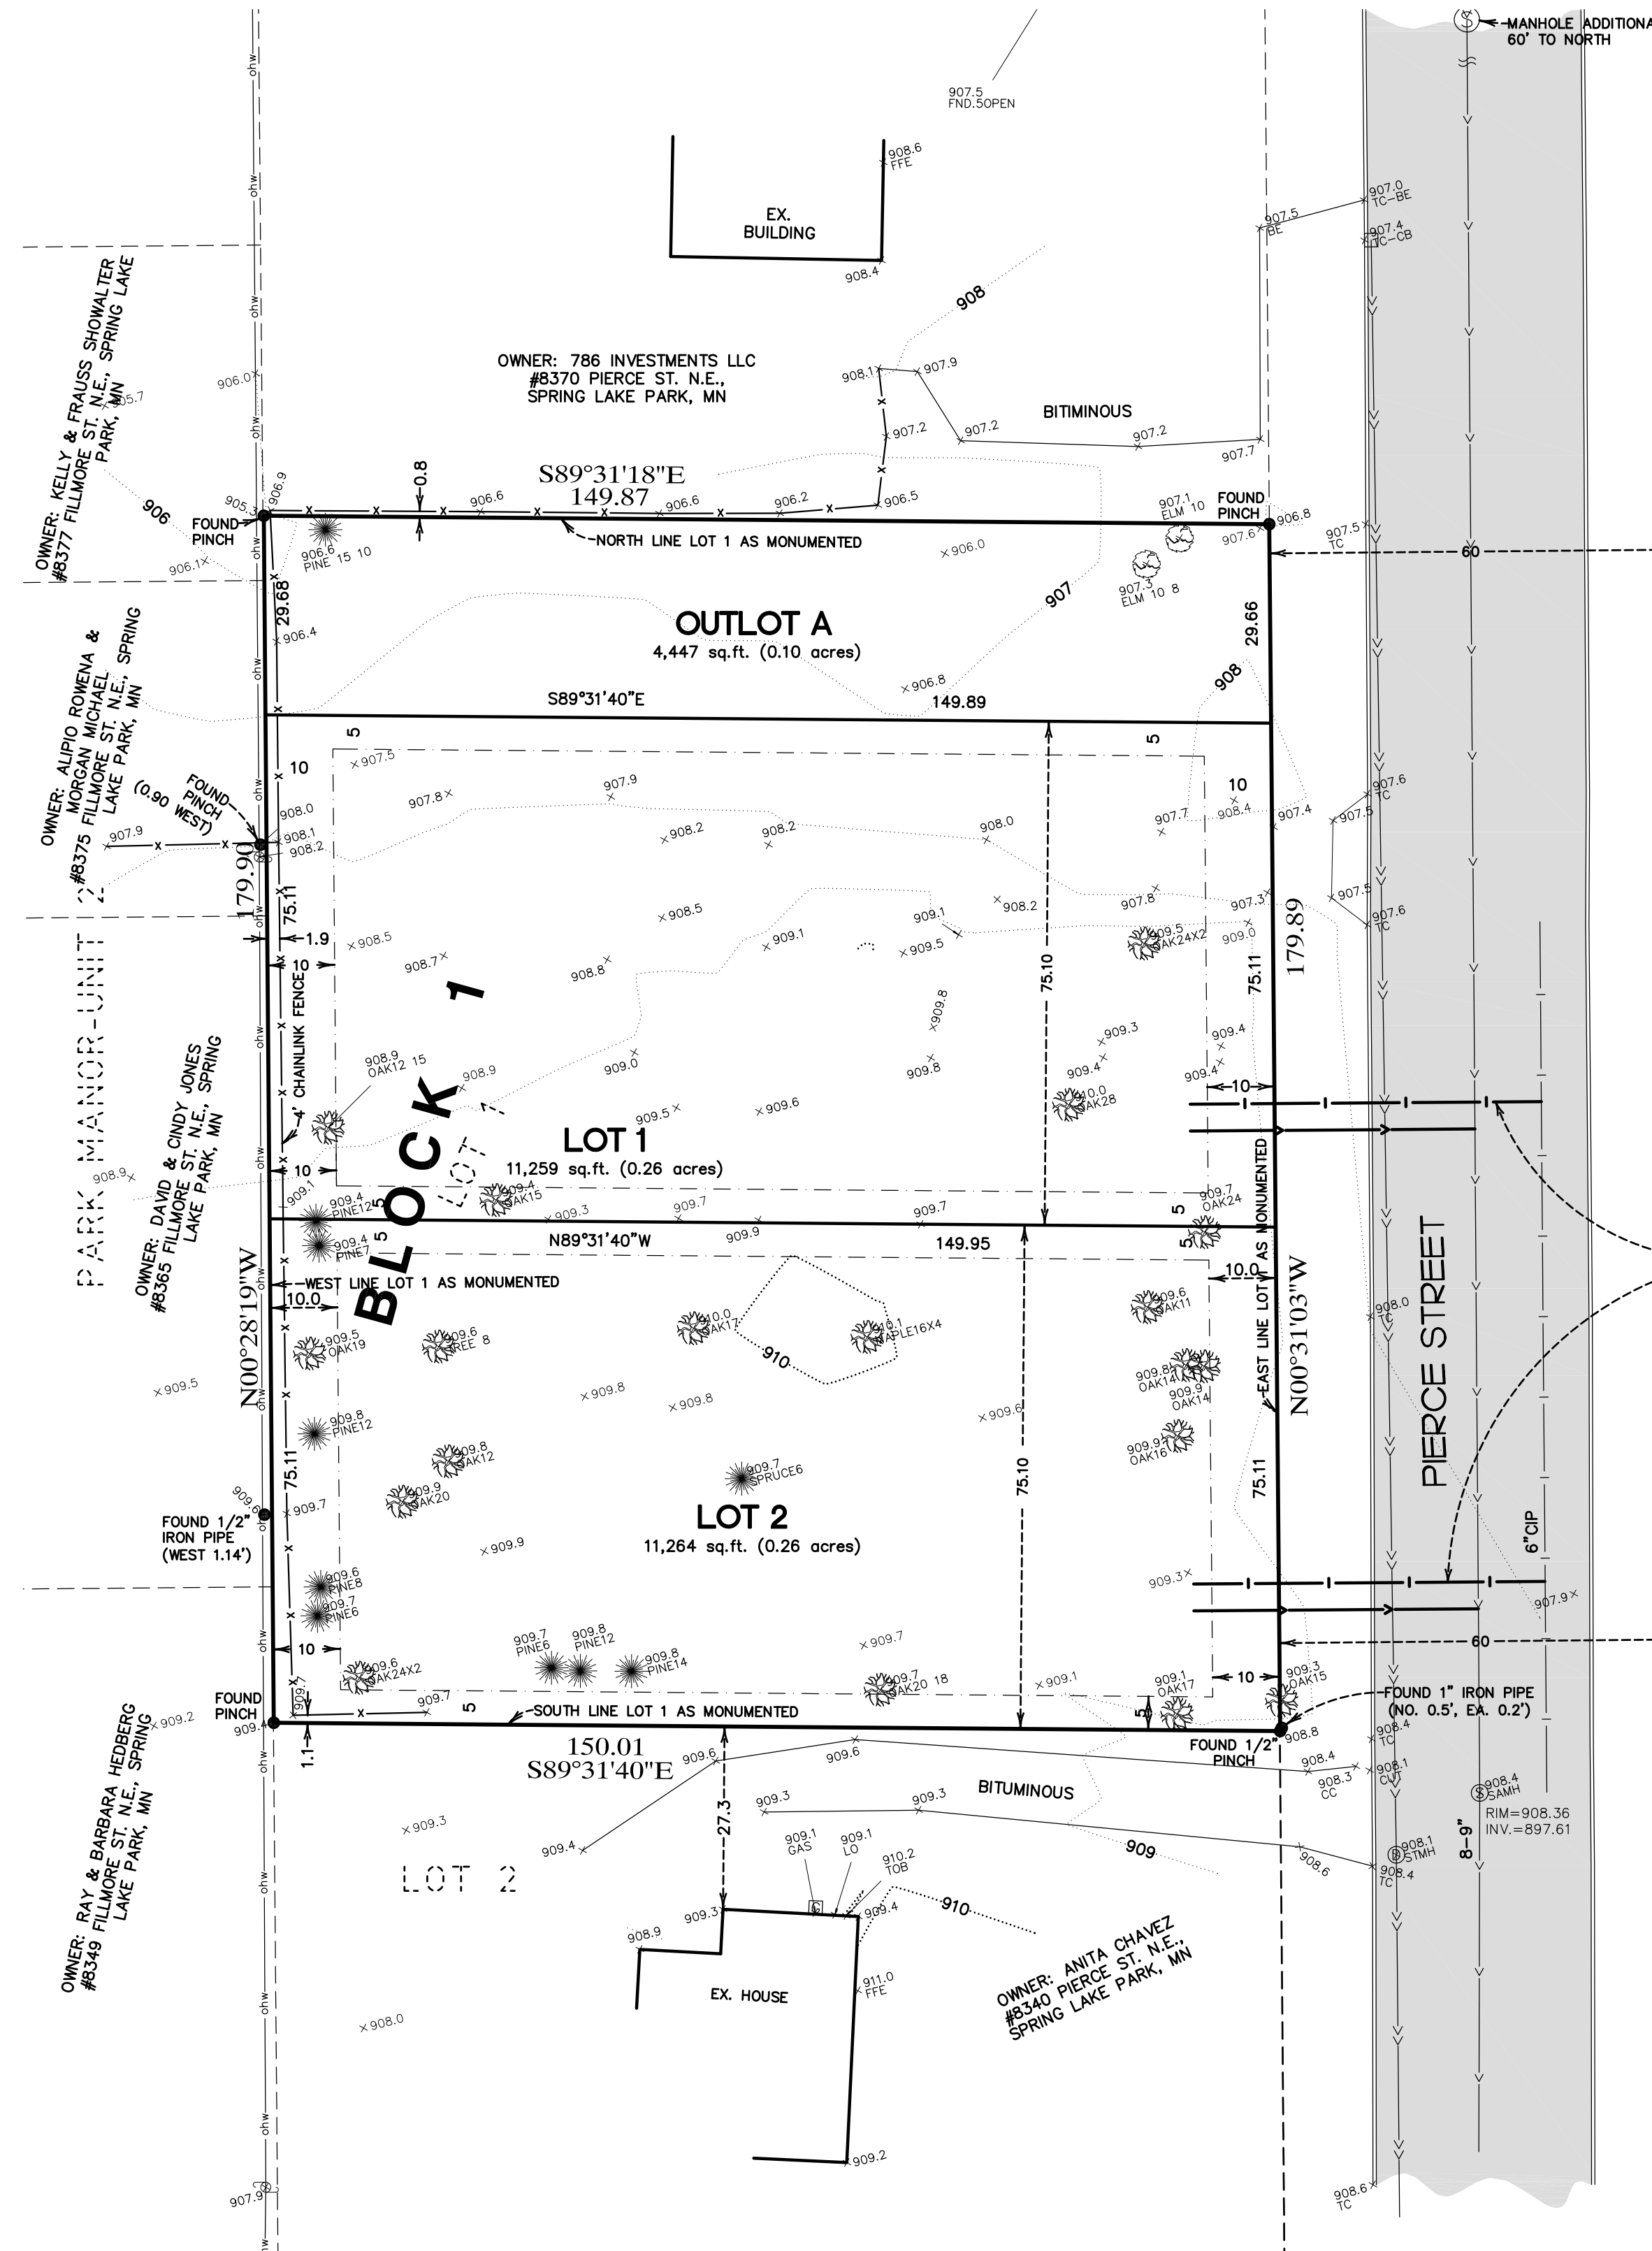 MANHOLE ADDITIONA
60' TO NORTH
907.5
FND.5OPEN
908.6
FFE
EX.
BUILDING
908.4
907.0
TC-BE
907.5
BE
907.4
TC-CB
908
OWNER: KELLY & FRAUSS SHOWALTER
#8377 FILLMORE ST. N.E., SPRING LAKE
PARK, MN
906.0
905.7
OWNER: 786 INVESTMENTS LLC
#8370 PIERCE ST. N.E.,
SPRING LAKE PARK, MN
908.1
907.9
BITIMINOUS
907.2
907.2
907.2
907.7
906
905.3
906.9
0.8
S89°31'18"E
149.87
906.6
906.6
906.2
906.5
907.1
ELM 10
FOUND
PINCH
906.8
907.6
907.5
TC
FOUND
PINCH
906.6
PINE 15 10
NORTH LINE LOT 1 AS MONUMENTED
906.0
60
906.1
907.3
ELM 10 8
907
29.68
906.4
OUTLOT A
4,447 sq.ft. (0.10 acres)
29.66
908
906.8
S89°31'40"E
149.89
OWNER: ALIPIO ROWENA &
MORGAN MICHAEL
#8375 FILLMORE ST. N.E., SPRING
LAKE PARK, MN
5
5
10
907.5
907.8
907.9
10
907.6
TC
FOUND
PINCH
(0.90 WEST)
908.0
908.1
908.2
907.9
908.2
908.2
908.0
907.7
908.4
907.4
907.5
179.90
75.11
1.9
10
908.5
908.7
908.8
908.5
909.1
909.1
909.5
908.2
907.8
907.3
909.0
907.5
907.6
TC
909.5
OAK24X2
75.10
75.11
179.89
PARK MANOR UNIT 2
4' CHAINLINK FENCE
BLOCK 1
LOT 1
909.8
909.3
909.4
908.9
OAK12 15
908.9
909.0
909.8
909.4
909.4
10
910.0
OAK28
909.5
909.6
LOT 1
11,259 sq.ft. (0.26 acres)
OWNER: DAVID & CINDY JONES
#8365 FILLMORE ST. N.E., SPRING
LAKE PARK, MN
908.9
10
909.1
909.4
PINE12
909.4
OAK15
5
909.3
909.7
909.9
909.7
909.7
OAK24
5
909.4
PINE7
5
N89°31'40"W
149.95
5
WEST LINE LOT 1 AS MONUMENTED
10.0
10.0
EAST LINE LOT 1 AS MONUMENTED
N00°28'19"W
N00°31'03"W
PIERCE STREET
908.0
TC
909.5
OAK19
909.6
TREE 8
910.0
OAK17
910.1
MAPLE16X4
910
909.6
OAK11
909.8
OAK14
909.9
OAK14
909.5
909.8
909.8
909.6
909.9
OAK16
909.8
PINE12
909.8
OAK12
909.9
OAK20
909.7
SPRUCE6
75.11
75.10
75.11
909.6
909.7
FOUND 1/2"
IRON PIPE
(WEST 1.14')
LOT 2
11,264 sq.ft. (0.26 acres)
909.9
6"CIP
909.3
907.9
909.6
PINE8
909.7
PINE6
10
909.7
PINE6
909.8
PINE12
909.8
PINE14
909.7
60
909.6
OAK24X2
909.7
OAK20 18
909.1
909.1
OAK17
10
909.3
OAK15
FOUND
PINCH
909.4
909.7
909.7
5
SOUTH LINE LOT 1 AS MONUMENTED
5
FOUND 1" IRON PIPE
(NO. 0.5', EA. 0.2')
1.1
150.01
S89°31'40"E
909.6
909.6
FOUND 1/2"
PINCH
908.8
908.4
TC
908.4
908.3
CC
908.1
CUT
909.2
OWNER: RAY & BARBARA HEDBERG
#8349 FILLMORE ST. N.E., SPRING
LAKE PARK, MN
BITUMINOUS
27.3
909.3
909.3
909.3
909.4
908.4
SAMH
RIM=908.36
INV.=897.61
8-9"
909.1
GAS
909.1
LO
910.2
TOB
909
908.6
908.1
STMH
908.4
TC
LOT 2
G
909.3
909.4
910
908.9
EX. HOUSE
911.0
FFE
OWNER: ANITA CHAVEZ
#8340 PIERCE ST. N.E.,
SPRING LAKE PARK, MN
908.0
909.2
907.9
908.6
TC